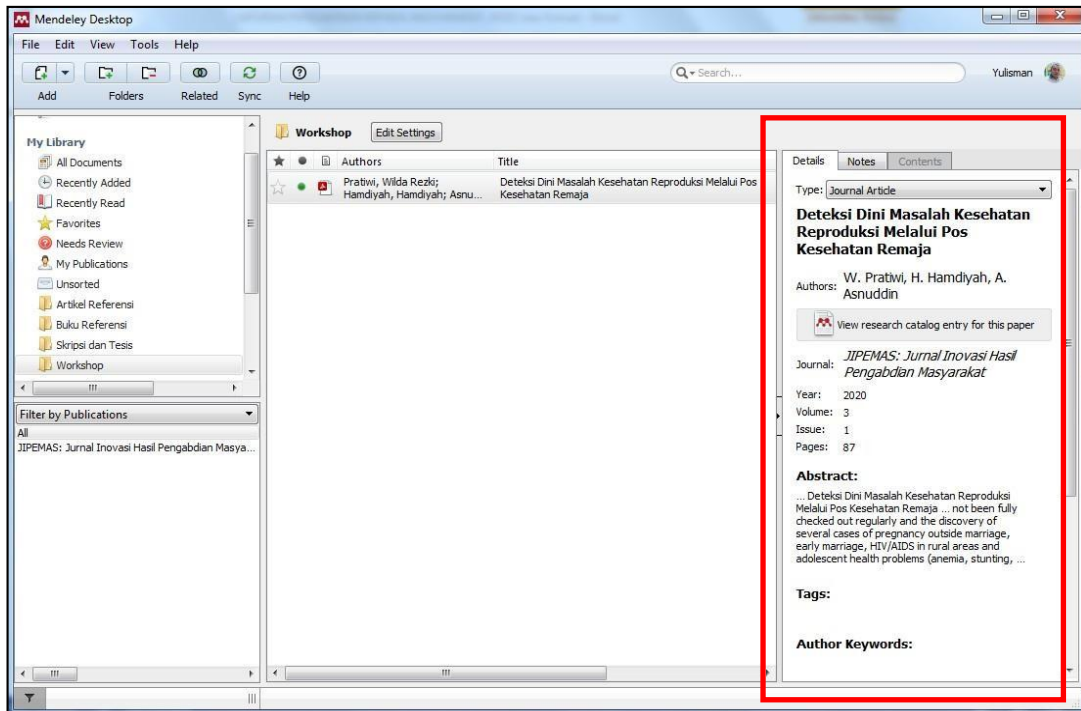 Mendeley Desktop
File Edit View Tools Help
Search...
Yulisman
Add Folders Related Sync Help
My Library
All Documents
Recently Added
Recently Read
Favorites
Needs Review
My Publications
Unsorted
Artikel Referensi
Buku Referensi
Skripsi dan Tesis
Workshop
Filter by Publications
All
JIPEMAS: Jurnal Inovasi Hasil Pengabdian Masya...
Workshop Edit Settings
Authors Title
Pratiwi, Wilda Rezki; Deteksi Dini Masalah Kesehatan Reproduksi Melalui Pos
Hamdiyah, Hamdiyah; Asnu... Kesehatan Remaja
Details Notes Contents
Type: Journal Article
Deteksi Dini Masalah Kesehatan
Reproduksi Melalui Pos
Kesehatan Remaja
Authors: W. Pratiwi, H. Hamdiyah, A.
Asnuddin
View research catalog entry for this paper
Journal: JIPEMAS: Jurnal Inovasi Hasil
Pengabdian Masyarakat
Year: 2020
Volume: 3
Issue: 1
Pages: 87
Abstract:
... Deteksi Dini Masalah Kesehatan Reproduksi
Melalui Pos Kesehatan Remaja ... not been fully
checked out regularly and the discovery of
several cases of pregnancy outside marriage,
early marriage, HIV/AIDS in rural areas and
adolescent health problems (anemia, stunting, ...
Tags:
Author Keywords: